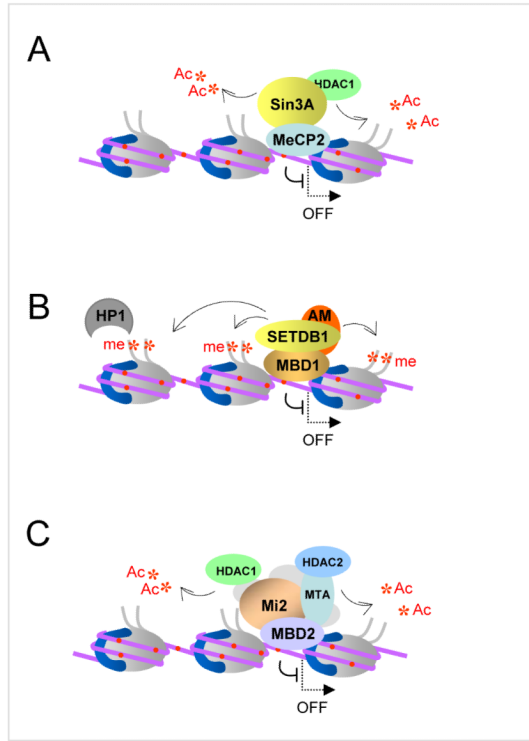 A
Ac
Ac
HDAC1
Sin3A
Ac
Ac
MeCP2
OFF
B
HP1
AM
SETDB1
me
me
me
MBD1
OFF
C
HDAC1
HDAC2
Ac
Ac
MTA
Ac
Mi2
Ac
MBD2
OFF